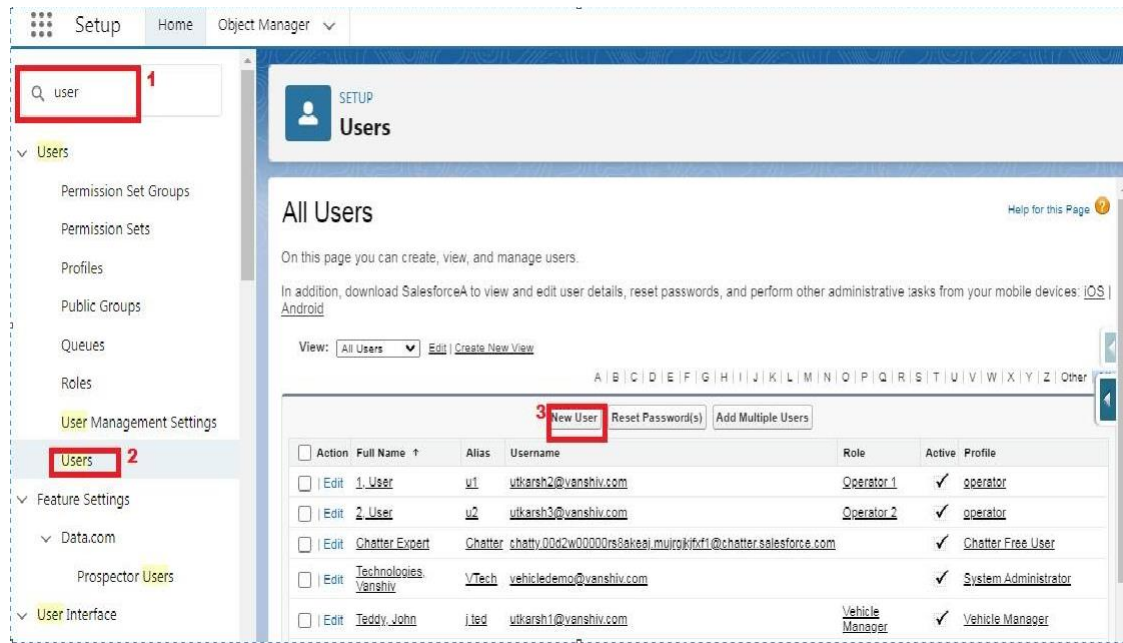 Setup Home Object Manager
user 1
Users
Permission Set Groups
Permission Sets
Profiles
Public Groups
Queues
Roles
User Management Settings
Users 2
Feature Settings
Data.com
Prospector Users
User Interface
SETUP
Users
All Users
Help for this Page
On this page you can create, view, and manage users.
In addition, download SalesforceA to view and edit user details, reset passwords, and perform other administrative tasks from your mobile devices: iOS |
Android
View: All Users Edit | Create New View
A | B | C | D | E | F | G | H | I | J | K | L | M | N | O | P | Q | R | S | T | U | V | W | X | Y | Z | Other
3 New User Reset Password(s) Add Multiple Users
Action Full Name ↑ Alias Username Role Active Profile
| Edit 1, User u1 utkarsh2@vanshiv.com Operator 1 ✓ operator
| Edit 2, User u2 utkarsh3@vanshiv.com Operator 2 ✓ operator
| Edit Chatter Expert Chatter ✓ Chatter Free User
| Edit Technologies, Vanshiv VTech vehicledemo@vanshiv.com ✓ System Administrator
| Edit Teddy, John j.ted utkarsh1@vanshiv.com Vehicle Manager ✓ Vehicle Manager